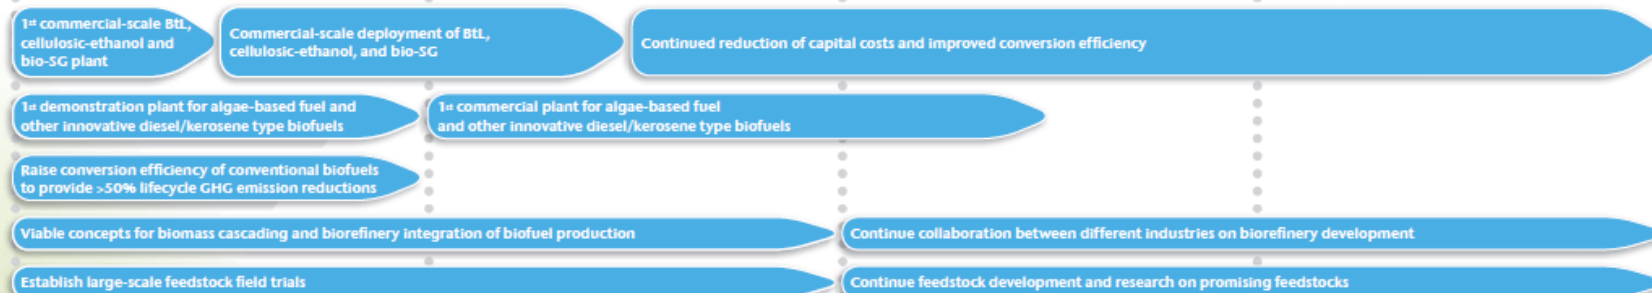 1st commercial-scale BtL,
cellulosic-ethanol and
bio-SG plant
Commercial-scale deployment of BtL,
cellulosic-ethanol, and bio-SG
Continued reduction of capital costs and improved conversion efficiency
1st demonstration plant for algae-based fuel and
other innovative diesel/kerosene type biofuels
1st commercial plant for algae-based fuel
and other innovative diesel/kerosene type biofuels
Raise conversion efficiency of conventional biofuels
to provide >50% lifecycle GHG emission reductions
Viable concepts for biomass cascading and biorefinery integration of biofuel production
Continue collaboration between different industries on biorefinery development
Establish large-scale feedstock field trials
Continue feedstock development and research on promising feedstocks